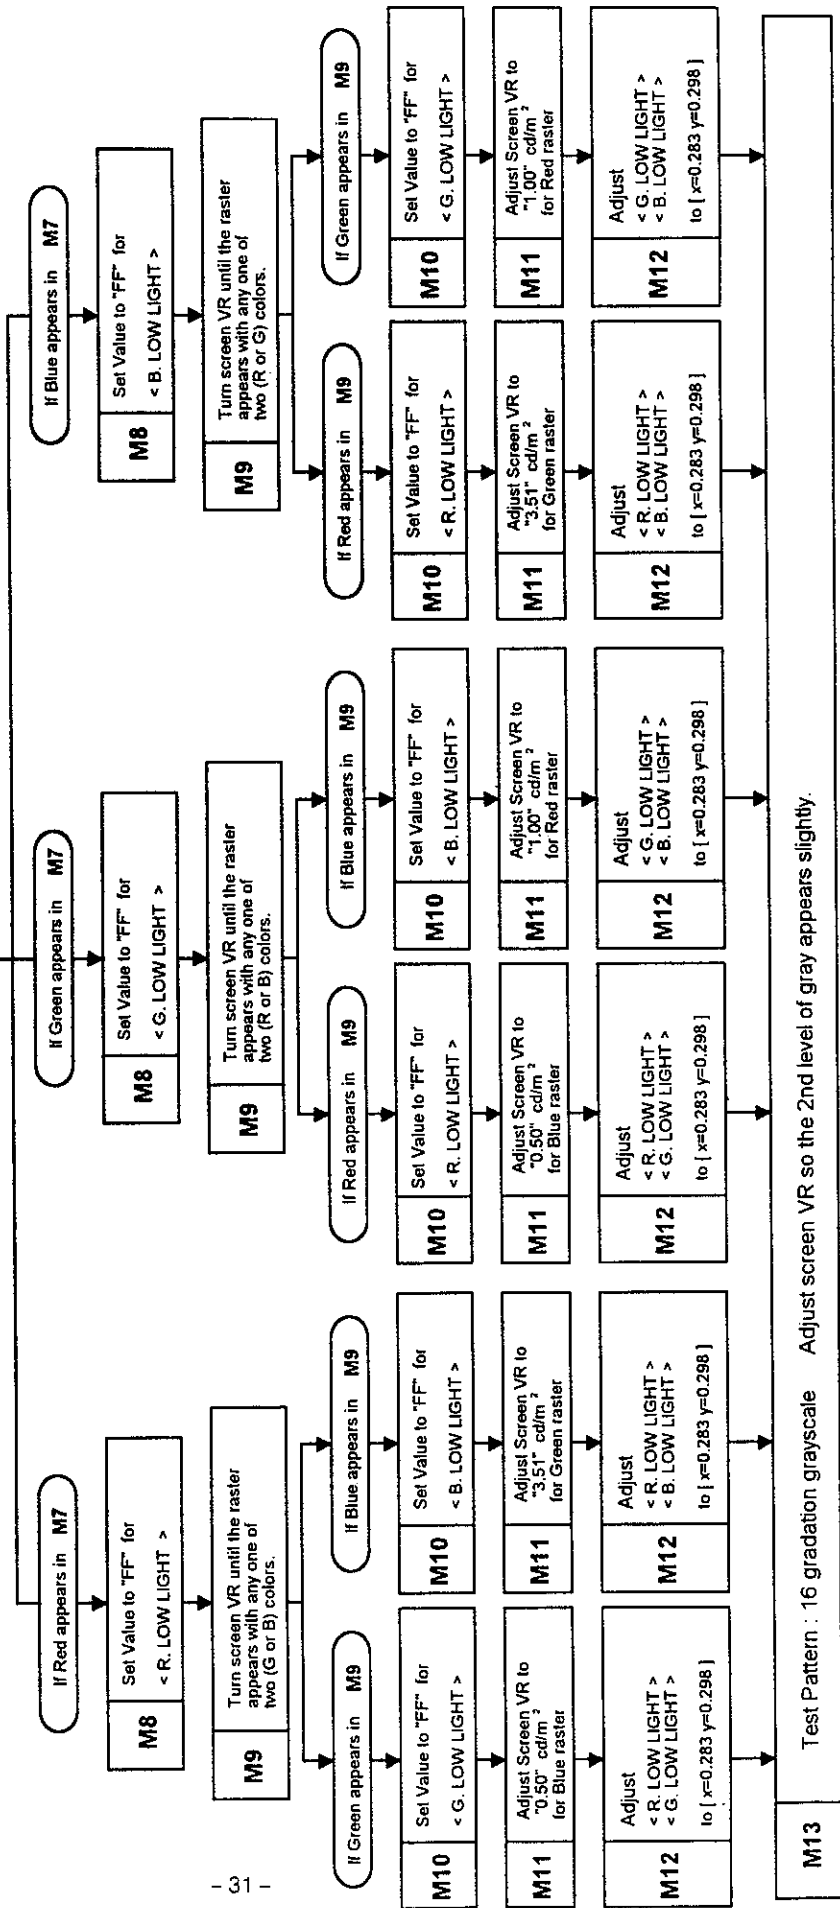 If Red appears in M7
M8
Set Value to "FF" for
< R. LOW LIGHT >
M9
Turn screen VR until the raster
appears with any one of
two (G or B) colors.
If Green appears in M9
M10
Set Value to "FF" for
< G. LOW LIGHT >
M11
Adjust Screen VR to
"0.50" cd/m 2
for Blue raster
M12
Adjust
< R. LOW LIGHT >
< G. LOW LIGHT >
to [ x=0.283 y=0.298 ]
If Blue appears in M9
M10
Set Value to "FF" for
< B. LOW LIGHT >
M11
Adjust Screen VR to
"3.51" cd/m 2
for Green raster
M12
Adjust
< R. LOW LIGHT >
< B. LOW LIGHT >
to [ x=0.283 y=0.298 ]
If Green appears in M7
M8
Set Value to "FF" for
< G. LOW LIGHT >
M9
Turn screen VR until the raster
appears with any one of
two (R or B) colors.
If Red appears in M9
M10
Set Value to "FF" for
< R. LOW LIGHT >
M11
Adjust Screen VR to
"0.50" cd/m 2
for Blue raster
M12
Adjust
< R. LOW LIGHT >
< G. LOW LIGHT >
to [ x=0.283 y=0.298 ]
If Blue appears in M9
M10
Set Value to "FF" for
< B. LOW LIGHT >
M11
Adjust Screen VR to
"1.00" cd/m 2
for Red raster
M12
Adjust
< G. LOW LIGHT >
< B. LOW LIGHT >
to [ x=0.283 y=0.298 ]
If Blue appears in M7
M8
Set Value to "FF" for
< B. LOW LIGHT >
M9
Turn screen VR until the raster
appears with any one of
two (R or G) colors.
If Red appears in M9
M10
Set Value to "FF" for
< R. LOW LIGHT >
M11
Adjust Screen VR to
"3.51" cd/m 2
for Green raster
M12
Adjust
< R. LOW LIGHT >
< B. LOW LIGHT >
to [ x=0.283 y=0.298 ]
If Green appears in M9
M10
Set Value to "FF" for
< G. LOW LIGHT >
M11
Adjust Screen VR to
"1.00" cd/m 2
for Red raster
M12
Adjust
< G. LOW LIGHT >
< B. LOW LIGHT >
to [ x=0.283 y=0.298 ]
M13
Test Pattern : 16 gradation grayscale Adjust screen VR so the 2nd level of gray appears slightly.
- 31 -